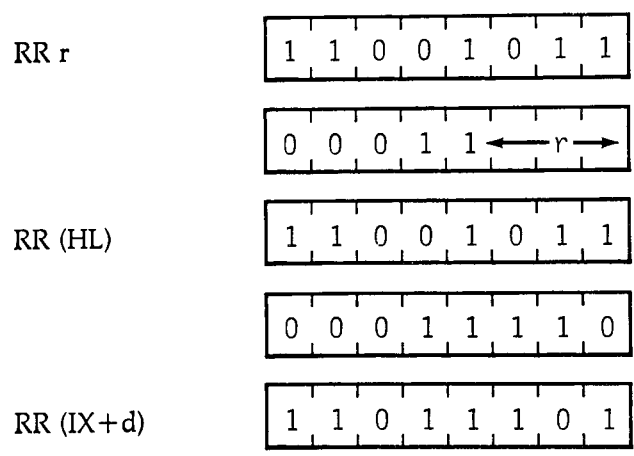 RR r 1 1 0 0 1 0 1 1
0 0 0 1 1 r
RR (HL) 1 1 0 0 1 0 1 1
0 0 0 1 1 1 1 0
RR (IX+d) 1 1 0 1 1 1 0 1